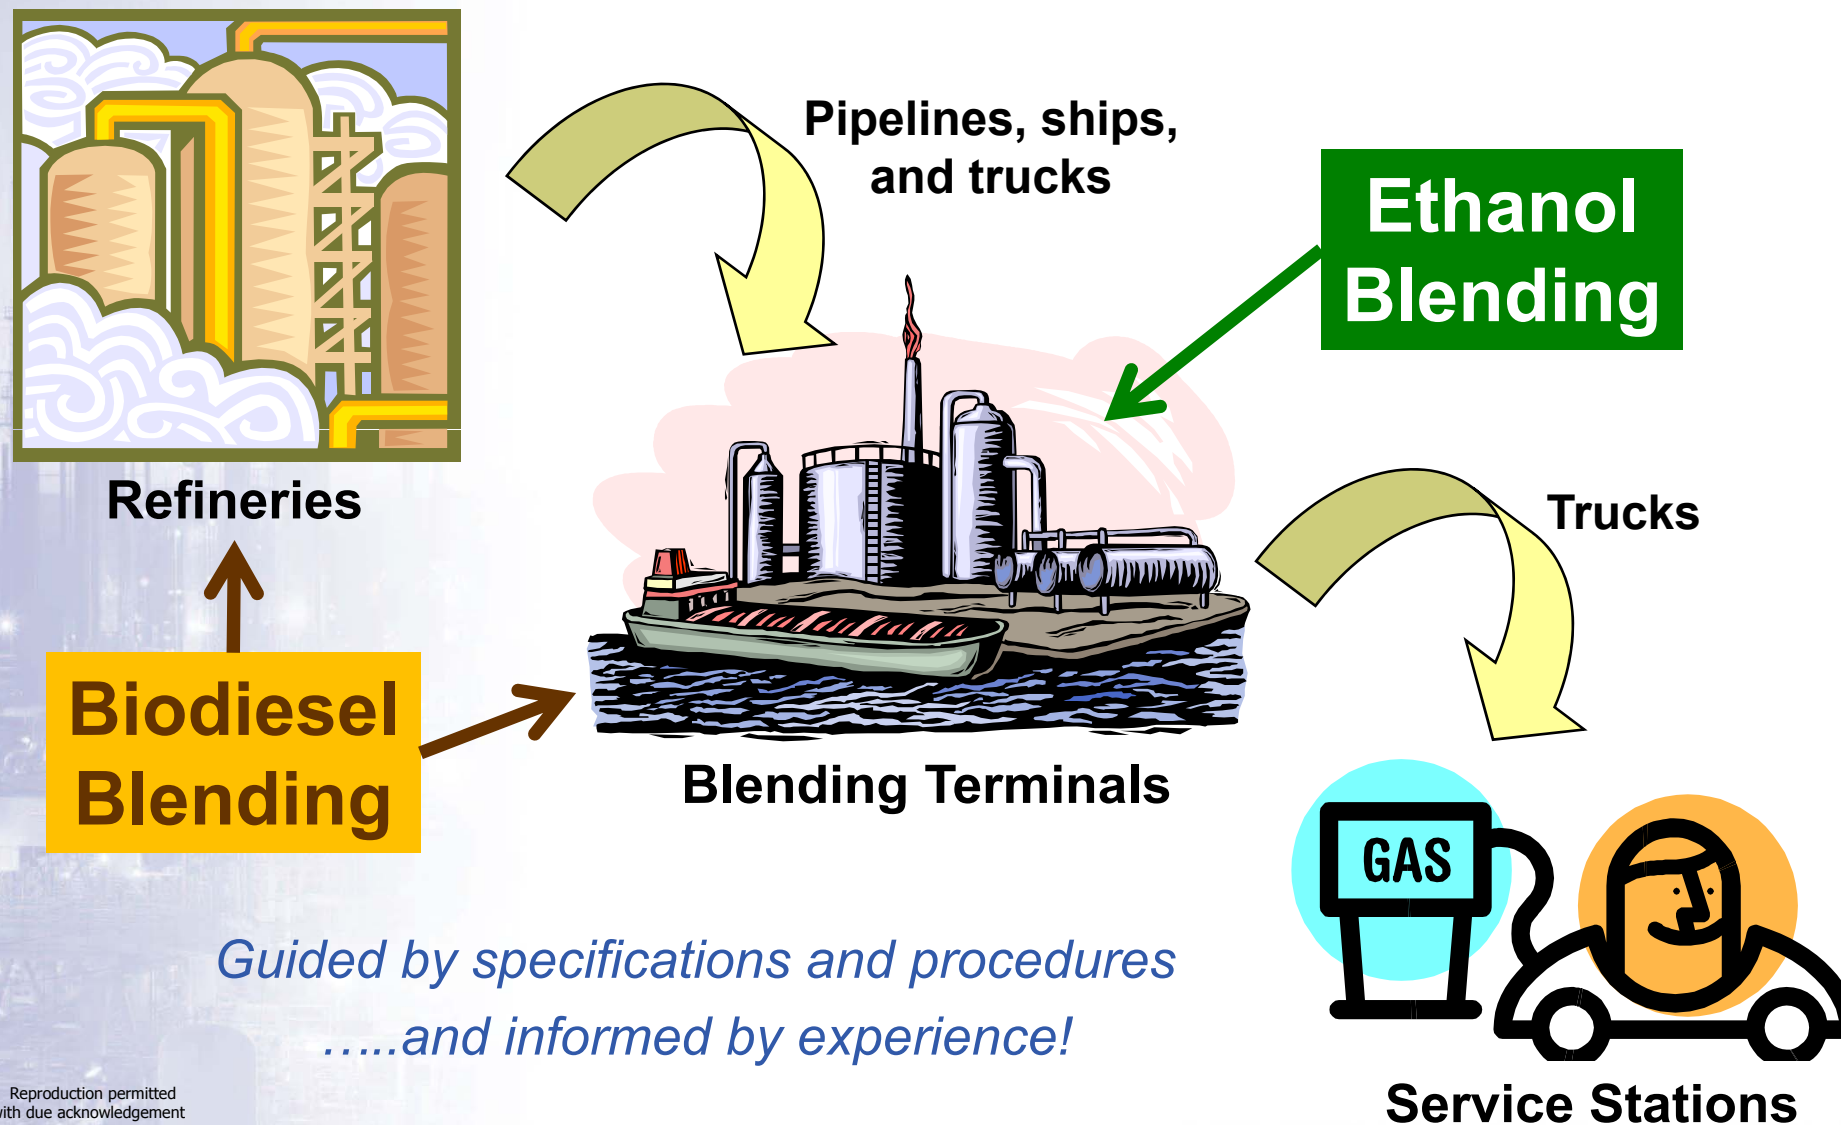 Pipelines, ships,
and trucks
Ethanol
Blending
Refineries
Trucks
Biodiesel
Blending
Blending Terminals
GAS
Guided by specifications and procedures
…..and informed by experience!
Service Stations
Reproduction permitted
with due acknowledgement